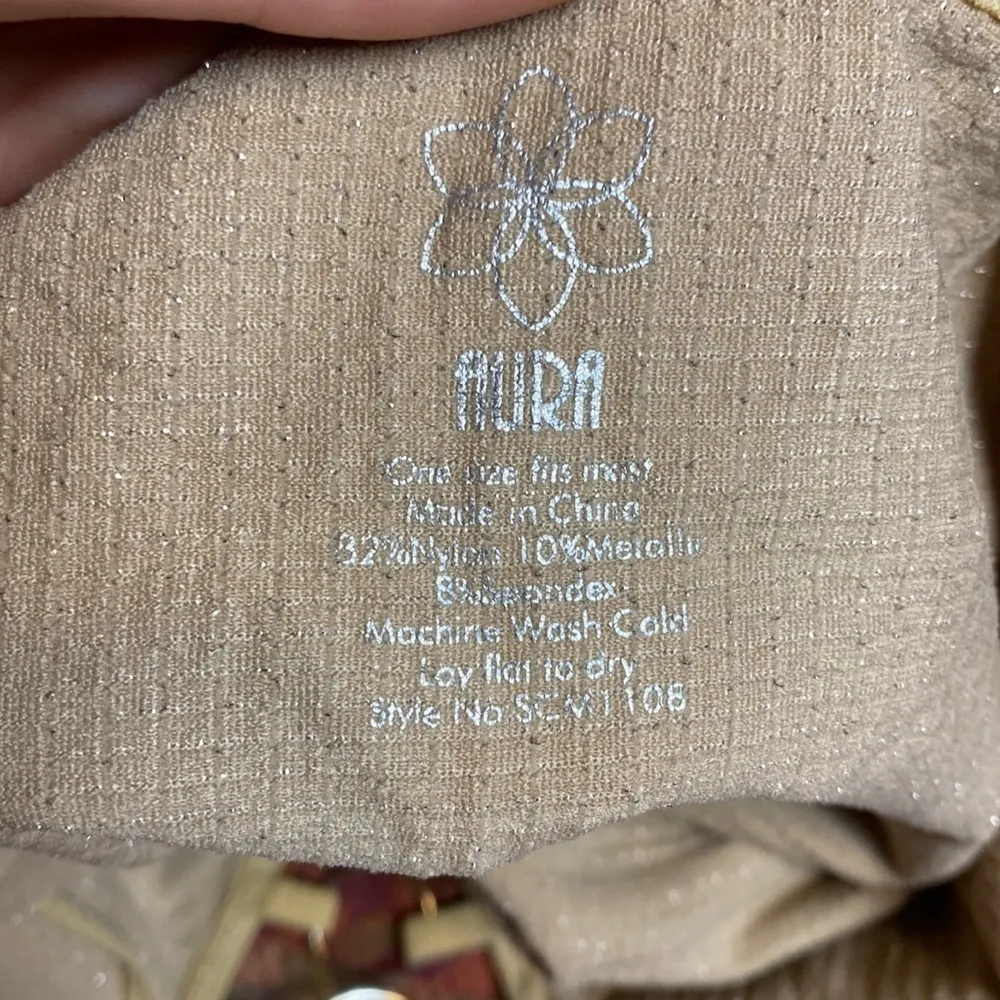 AURA
One size fits most
Made in China
82%Nylon 10%Metallic
8%Spandex
Machine Wash Cold
Lay flat to dry
Style No SCM1108